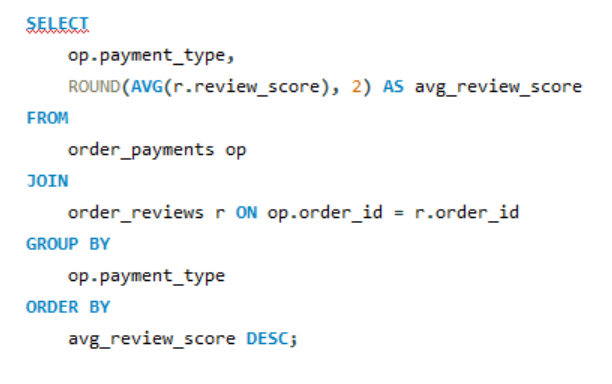 SELECT
op.payment_type,
ROUND(AVG(r.review_score), 2) AS avg_review_score
FROM
order_payments op
JOIN
order_reviews r ON op.order_id = r.order_id
GROUP BY
op.payment_type
ORDER BY
avg_review_score DESC;